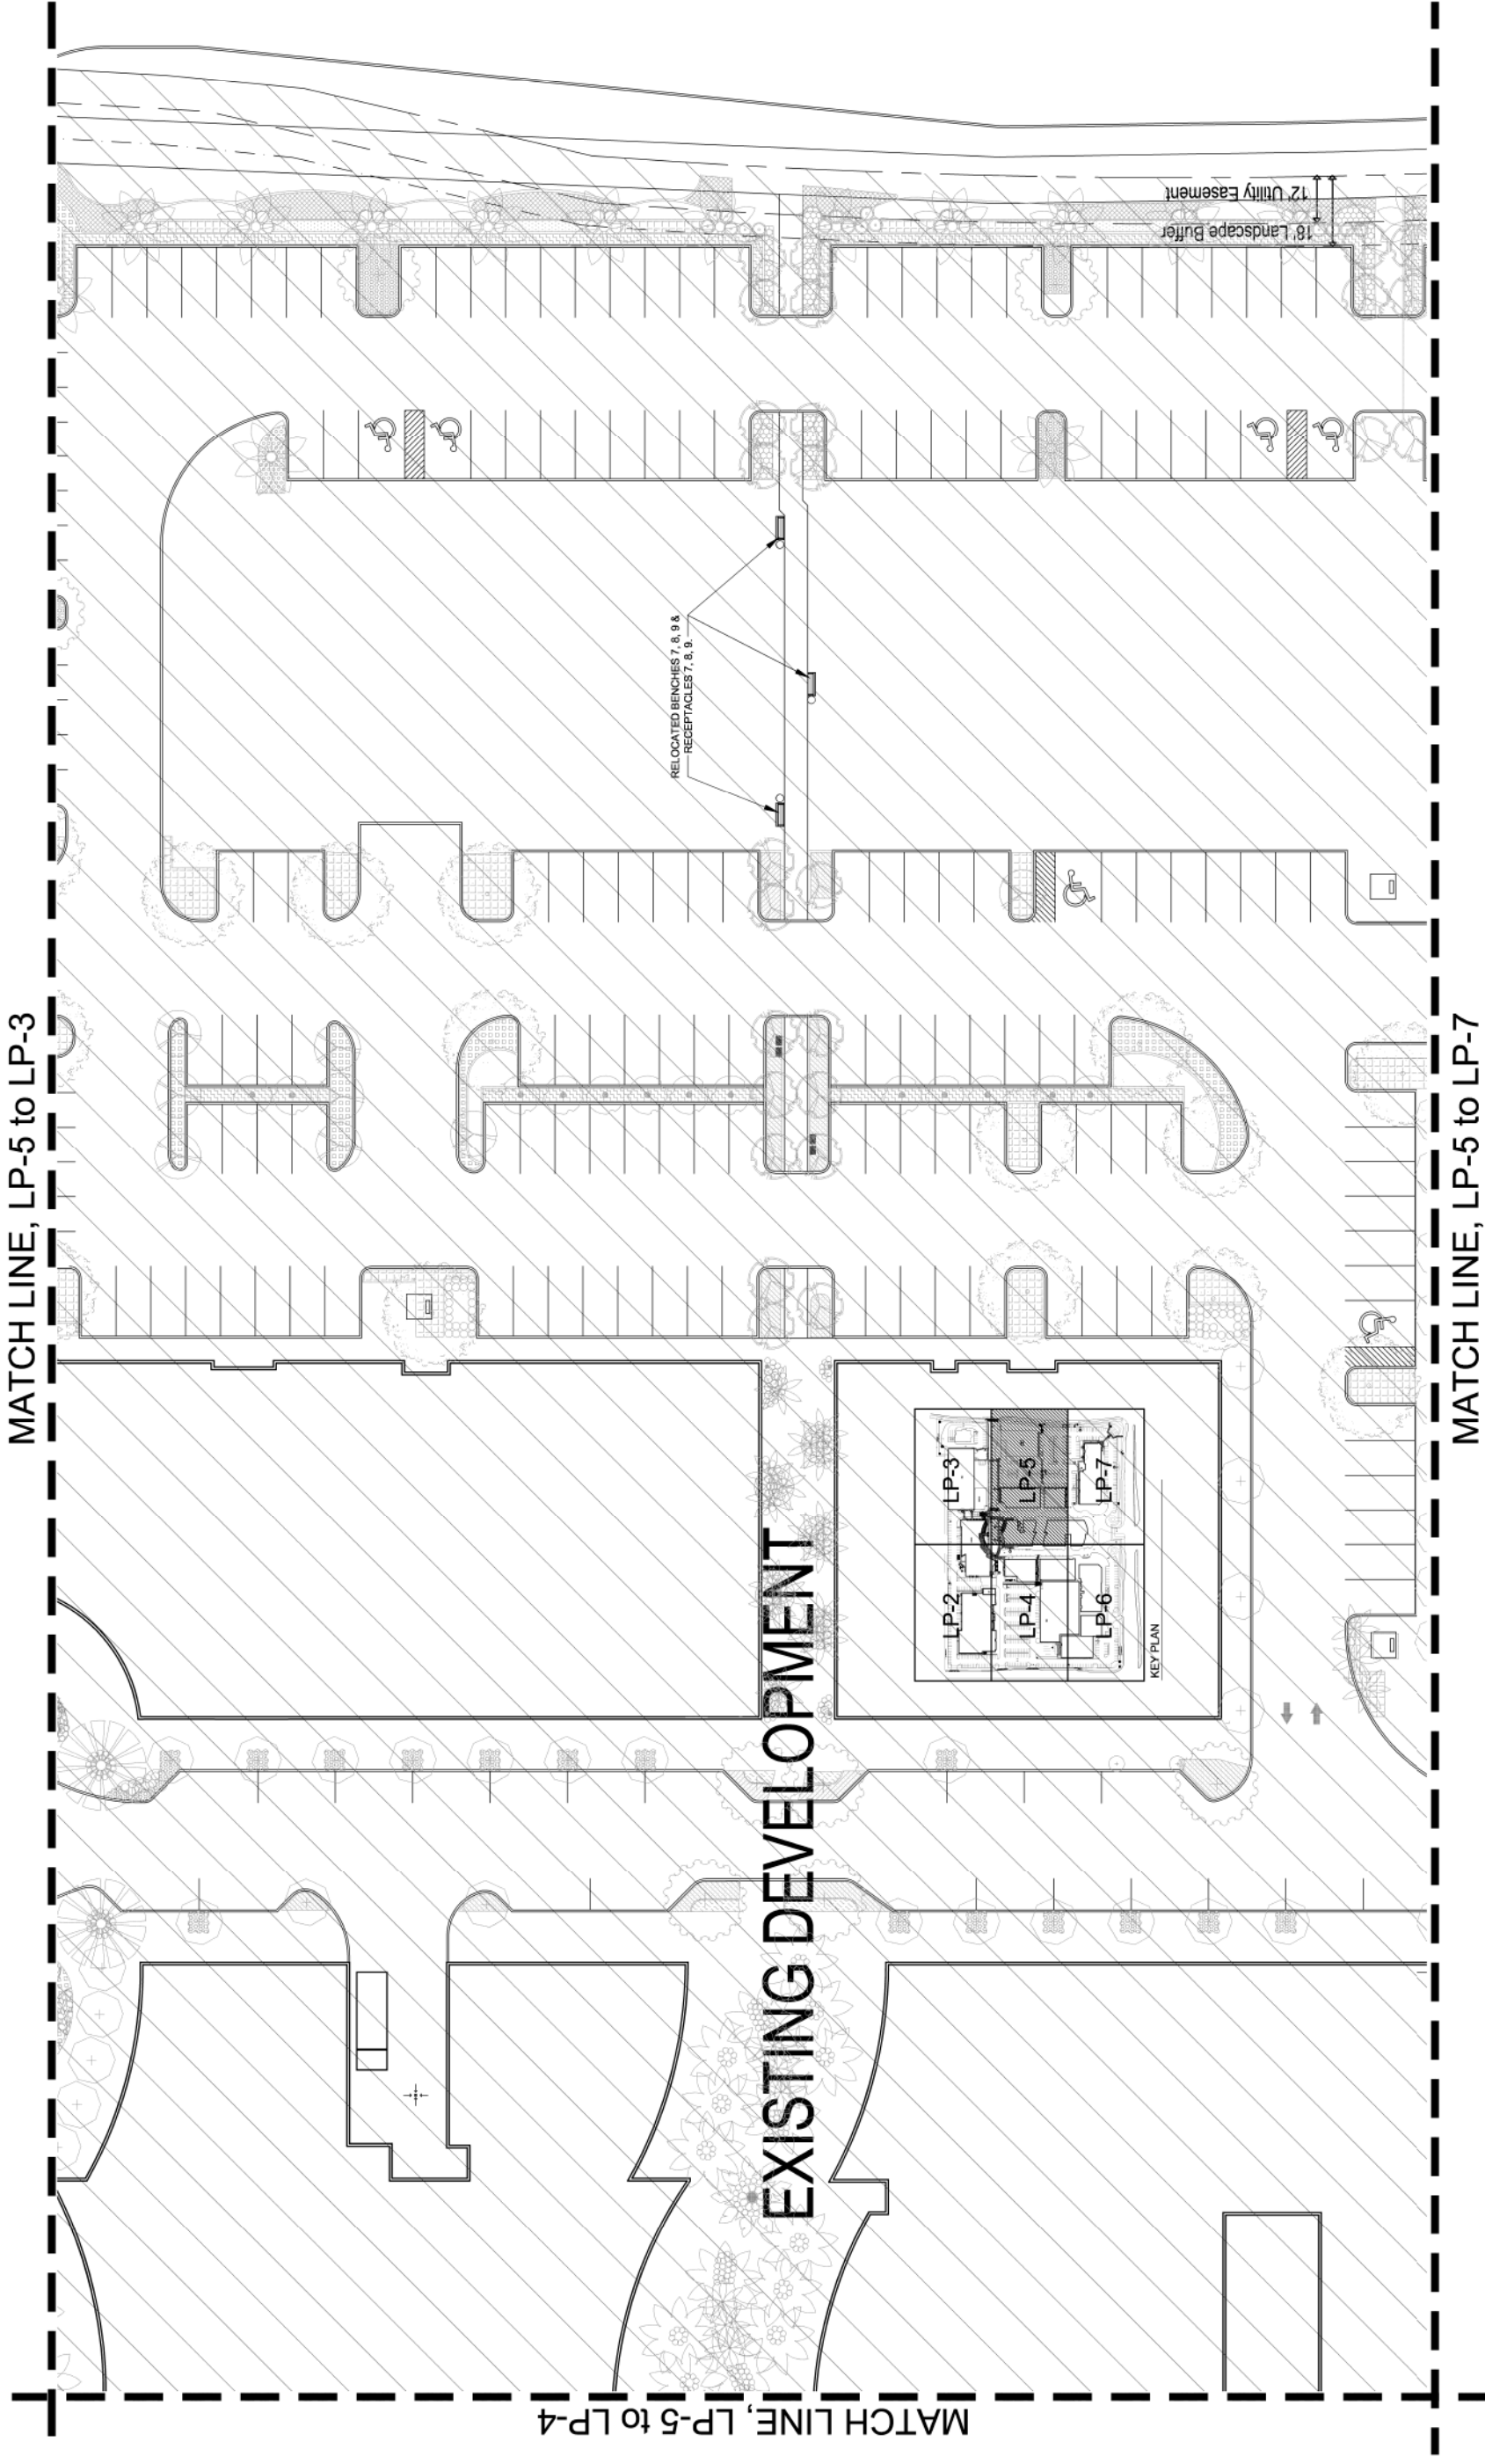 MATCH LINE, LP-5 to LP-3
12' Utility Easement
18' Landscape Buffer
RELOCATED BENCHES 7, 8, 9 &
RECEPTACLES 7, 8, 9.
EXISTING DEVELOPMENT
LP-3
LP-5
LP-7
LP-2
LP-4
LP-6
KEY PLAN
MATCH LINE, LP-5 to LP-7
MATCH LINE, LP-5 to LP-4